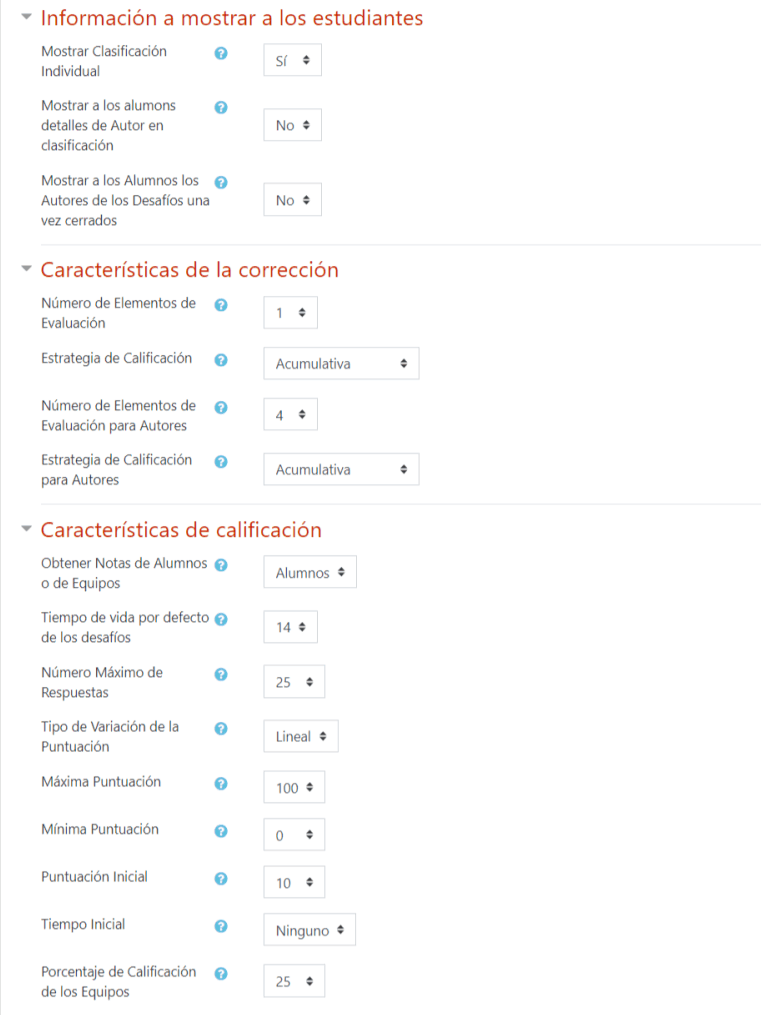 Información a mostrar a los estudiantes
Mostrar Clasificación
Individual
Sí
Mostrar a los alumons
detalles de Autor en
clasificación
No
Mostrar a los Alumnos los
Autores de los Desafíos una
vez cerrados
No
Características de la corrección
Número de Elementos de
Evaluación
1
Estrategia de Calificación
Acumulativa
Número de Elementos de
Evaluación para Autores
4
Estrategia de Calificación
para Autores
Acumulativa
Características de calificación
Obtener Notas de Alumnos
o de Equipos
Alumnos
Tiempo de vida por defecto
de los desafíos
14
Número Máximo de
Respuestas
25
Tipo de Variación de la
Puntuación
Lineal
Máxima Puntuación
100
Mínima Puntuación
0
Puntuación Inicial
10
Tiempo Inicial
Ninguno
Porcentaje de Calificación
de los Equipos
25